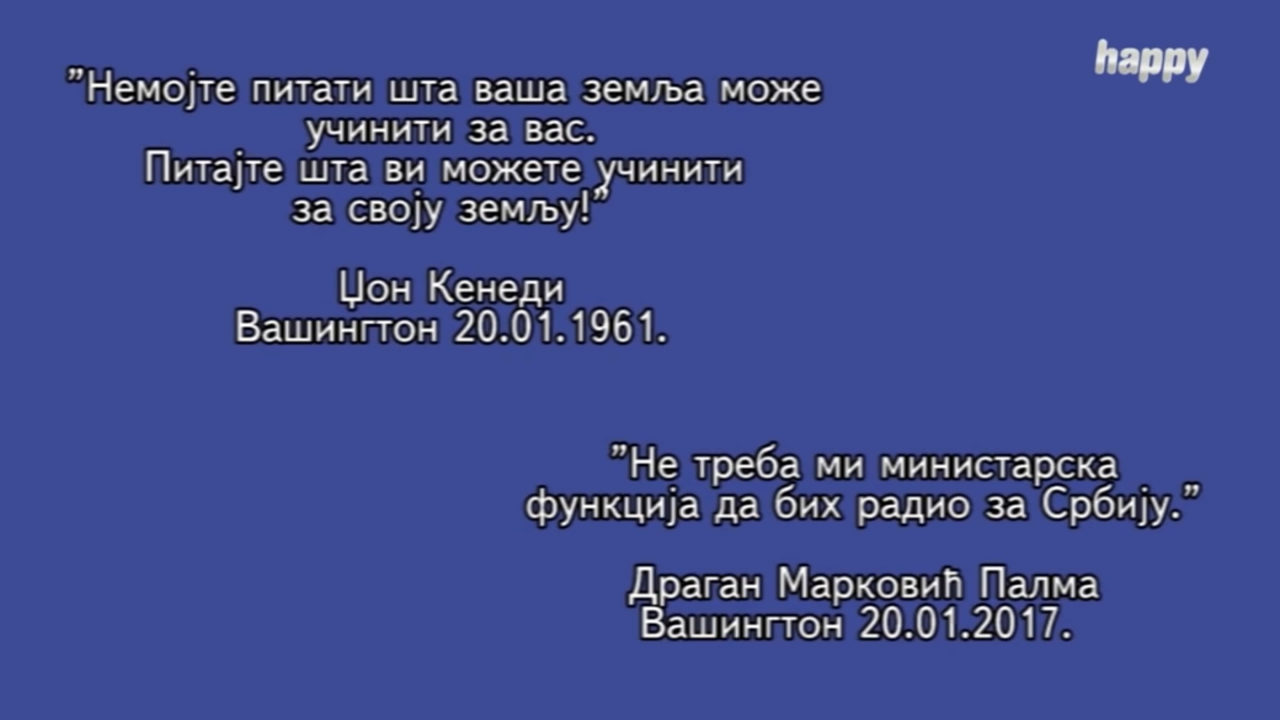 happy
”Немојте питати шта ваша земља може
учинити за вас.
Питајте шта ви можете учинити
за своју земљу!”
Џон Кенеди
Вашингтон 20.01.1961.
”Не треба ми министарска
функција да бих радио за Србију.”
Драган Марковић Палма
Вашингтон 20.01.2017.